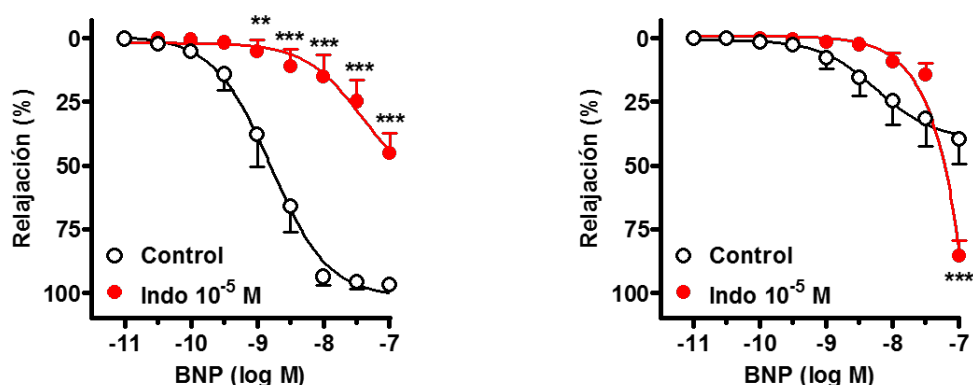 ** *** *** *** ***
0
25
50
75
100
Relajación (%)
Control
Indo 10⁻⁵ M
-11 -10 -9 -8 -7
BNP (log M)
0
25
50
75
100
Relajación (%)
Control
Indo 10⁻⁵ M
***
-11 -10 -9 -8 -7
BNP (log M)